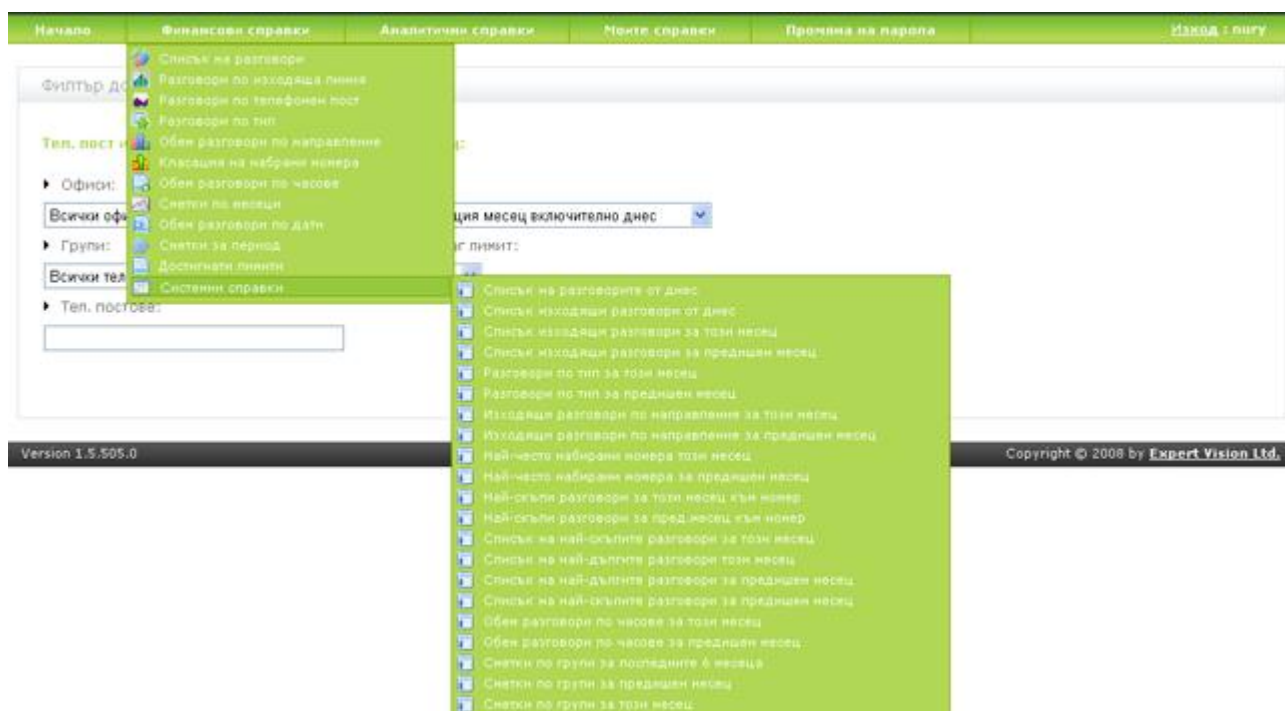 Начало Финансови справки Аналитични справки Моите справки Промяна на парола Изход : nury
Списък на разговори
Разговори по изходяща линия
Филтър до
Разговори по телефонен пост
Разговори по тип
Тел. пост и
Обем разговори по направление
ц:
Класация на набрани номера
Офиси:
Обем разговори по часове
Сметки по месеци
Всички офи
ция месец включително днес
Обем разговори по дати
Групи:
Сметки за период
г лимит:
Достигнати лимити
Всички тел
Системни справки
Списък на разговорите от днес
Тел. постове:
Списък изходящи разговори от днес
Списък изходящи разговори за този месец
Списък изходящи разговори за предишен месец
Разговори по тип за този месец
Разговори по тип за предишен месец
Изходящи разговори по направление за този месец
Изходящи разговори по направление за предишен месец
Version 1.5.505.0
Най-често набирани номера този месец
Copyright © 2008 by Expert Vision Ltd.
Най-често набирани номера за предишен месец
Най-скъпи разговори за този месец към номер
Най-скъпи разговори за пред.месец към номер
Списък на най-скъпите разговори за този месец
Списък на най-дългите разговори този месец
Списък на най-дългите разговори за предишен месец
Списък на най-скъпите разговори за предишен месец
Обем разговори по часове за този месец
Обем разговори по часове за предишен месец
Сметки по групи за последните 6 месеца
Сметки по групи за предишен месец
Сметки по групи за този месец